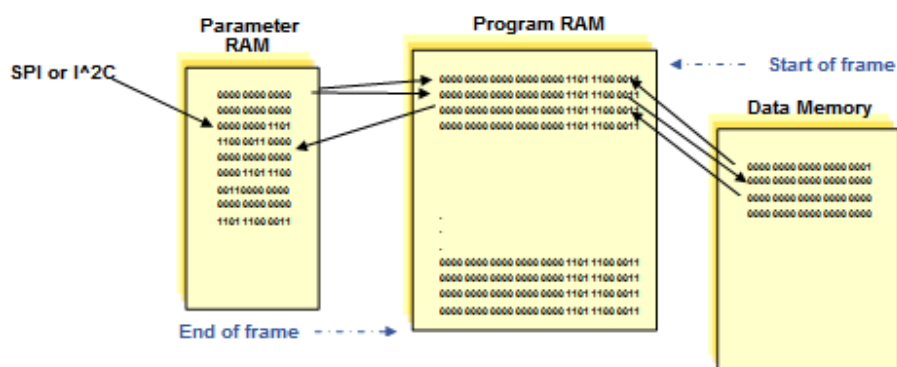 Parameter
RAM
Program RAM
SPI or I^2C
Start of frame
Data Memory
0000 0000 0000
0000 0000 0000
0000 0000 1101
1100 0011 0000
0000 0000 0000
0000 1101 1100
00110000 0000
0000 0000 0000
1101 1100 0011
0000 0000 0000 0000 0000 1101 1100 0011
0000 0000 0000 0000 0000 1101 1100 0011
0000 0000 0000 0000 0000 1101 1100 0011
0000 0000 0000 0000 0000 1101 1100 0011
.
.
.
0000 0000 0000 0000 0000 1101 1100 0011
0000 0000 0000 0000 0000 1101 1100 0011
0000 0000 0000 0000 0000 1101 1100 0011
0000 0000 0000 0000 0000 1101 1100 0011
0000 0000 0000 0000 0001
0000 0000 0000 0000 0000
0000 0000 0000 0000 0000
0000 0000 0000 0000 0000
End of frame